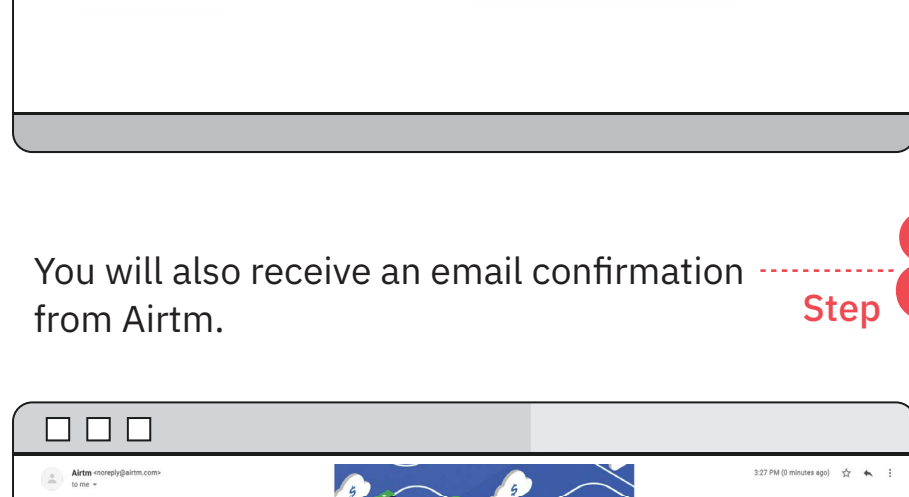 You will also receive an email confirmation
from Airtm.
Step
Airtm <noreply@airtm.com>
to me
3:27 PM (0 minutes ago)
$ $